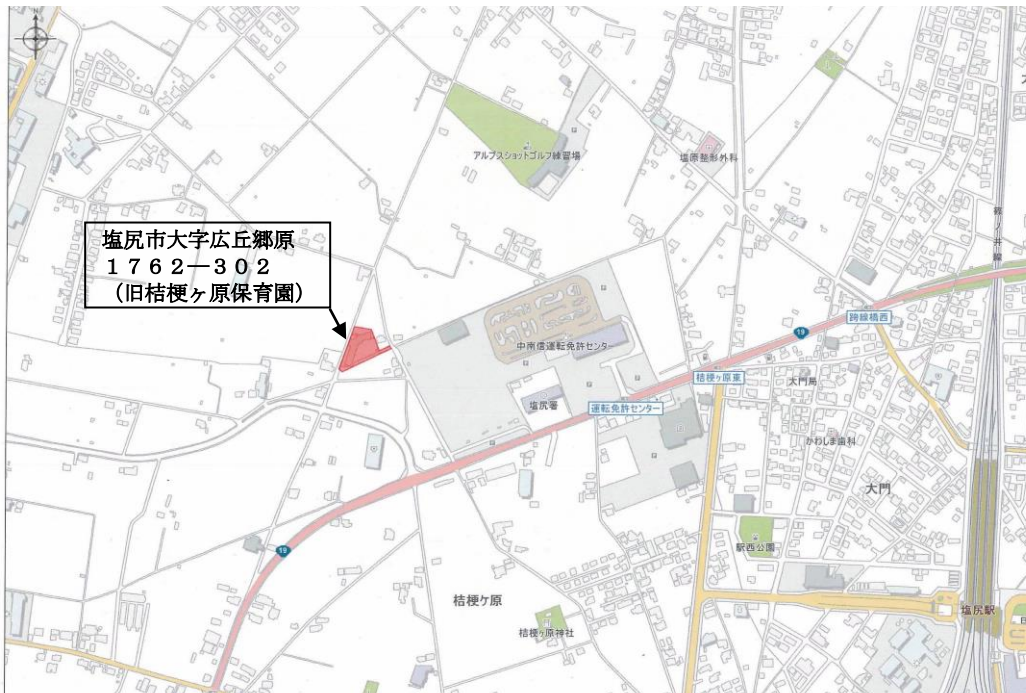 アルプスショットゴルフ練習場
塩原整形外科
篠ノ井線
塩尻市大字広丘郷原
１７６２―３０２
（旧桔梗ヶ原保育園）
跨線橋西
19
中南信運転免許センター
桔梗ヶ原東
大門局
塩尻署
運転免許センター
かわしま歯科
大門
駅西公園
19
桔梗ケ原
塩尻駅
桔梗ヶ原神社